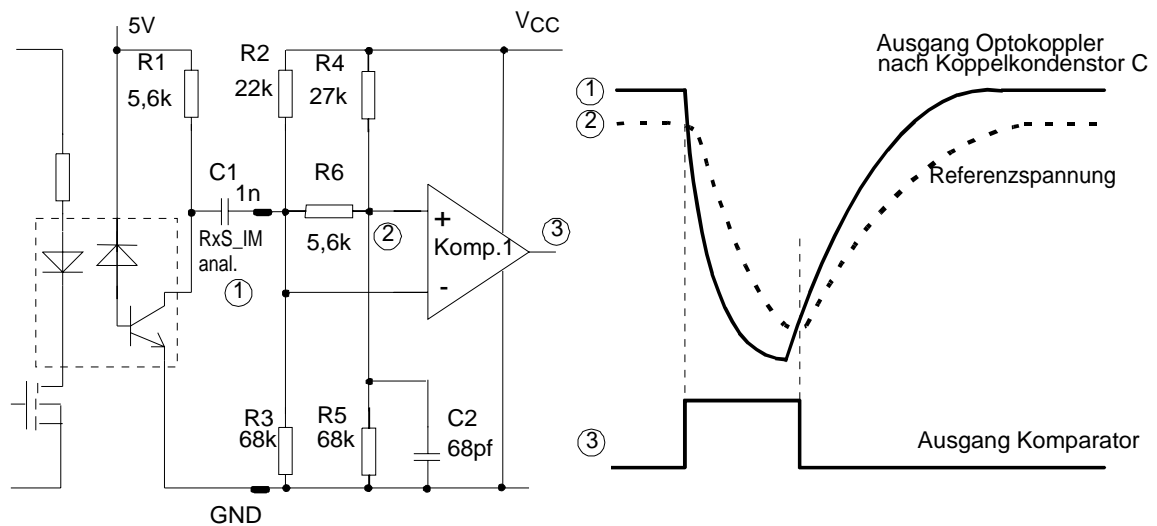 5V
VCC
R1
5,6k
R2
22k
R4
27k
C1
1n
R6
5,6k
RxS_IM
anal.
1
2
+
-
Komp.1
3
R3
68k
R5
68k
C2
68pf
GND
Ausgang Optokoppler
nach Koppelkondenstor C
1
2
Referenzspannung
3
Ausgang Komparator